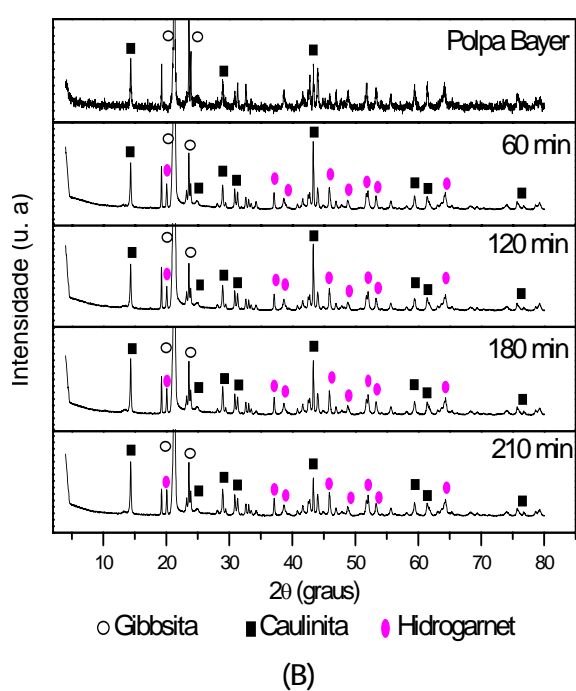 Polpa Bayer
60 min
120 min
180 min
210 min
Intensidade (u. a)
10 20 30 40 50 60 70 80
2θ (graus)
Gibbsita Caulinita Hidrogarnet
(B)